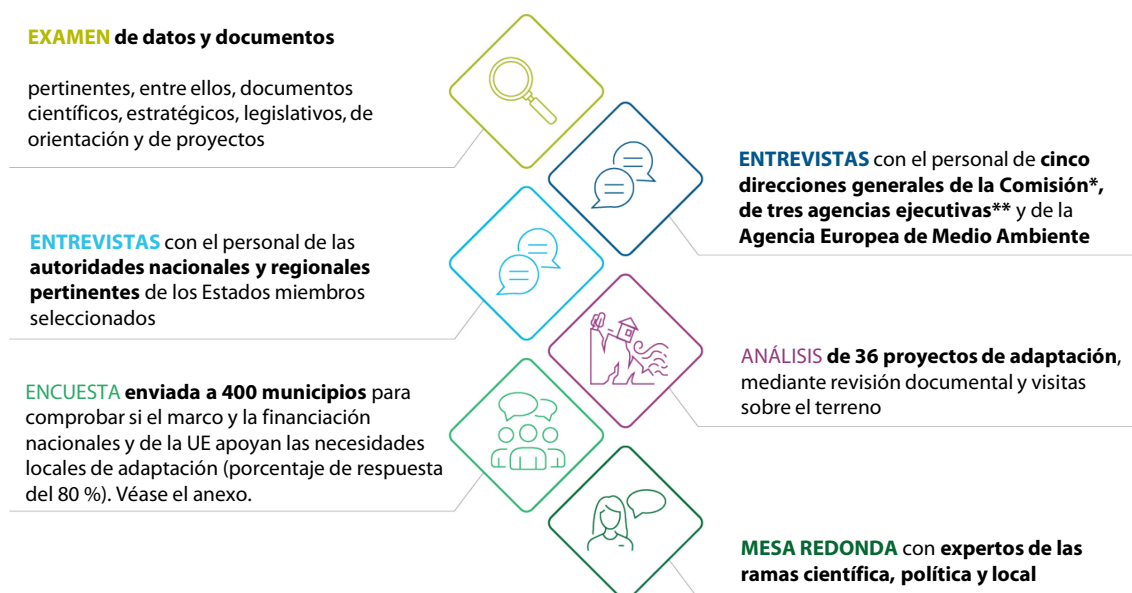 EXAMEN de datos y documentos
pertinentes, entre ellos, documentos
científicos, estratégicos, legislativos, de
orientación y de proyectos
ENTREVISTAS con el personal de cinco
direcciones generales de la Comisión*,
de tres agencias ejecutivas** y de la
Agencia Europea de Medio Ambiente
ENTREVISTAS con el personal de las
autoridades nacionales y regionales
pertinentes de los Estados miembros
seleccionados
ANÁLISIS de 36 proyectos de adaptación,
mediante revisión documental y visitas
sobre el terreno
ENCUESTA enviada a 400 municipios para
comprobar si el marco y la financiación
nacionales y de la UE apoyan las necesidades
locales de adaptación (porcentaje de respuesta
del 80 %). Véase el anexo.
MESA REDONDA con expertos de las
ramas científica, política y local